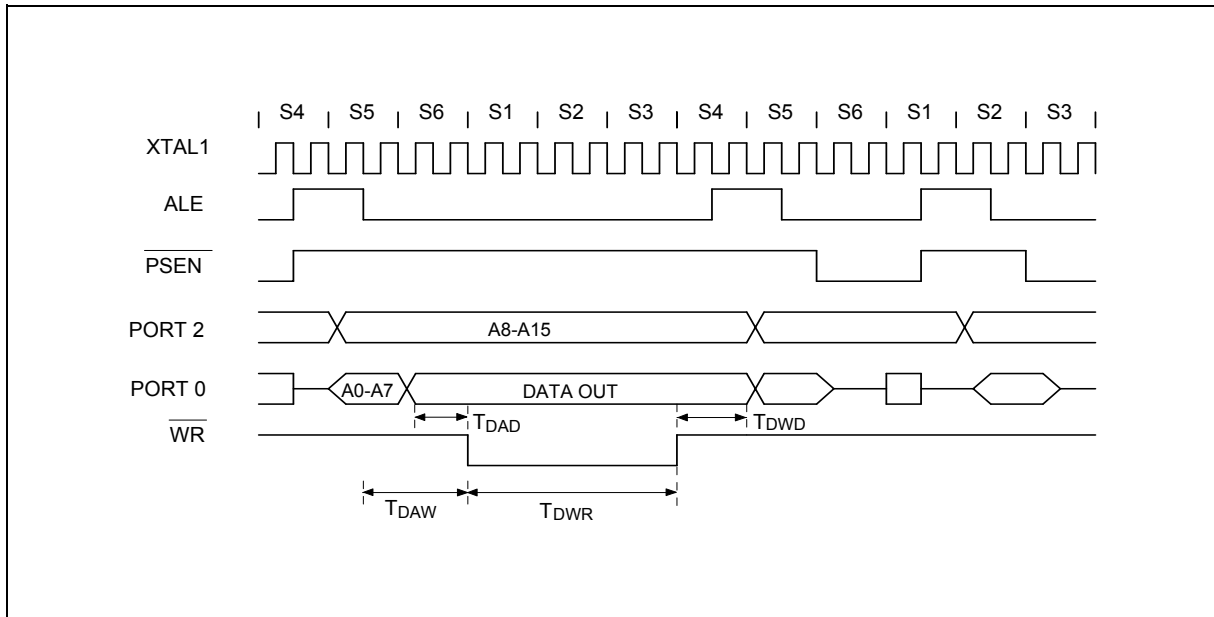 S4 S5 S6 S1 S2 S3 S4 S5 S6 S1 S2 S3
XTAL1
ALE
PSEN
PORT 2 A8-A15
PORT 0 A0-A7 DATA OUT
TDAD TDWD
WR
TDAW TDWR